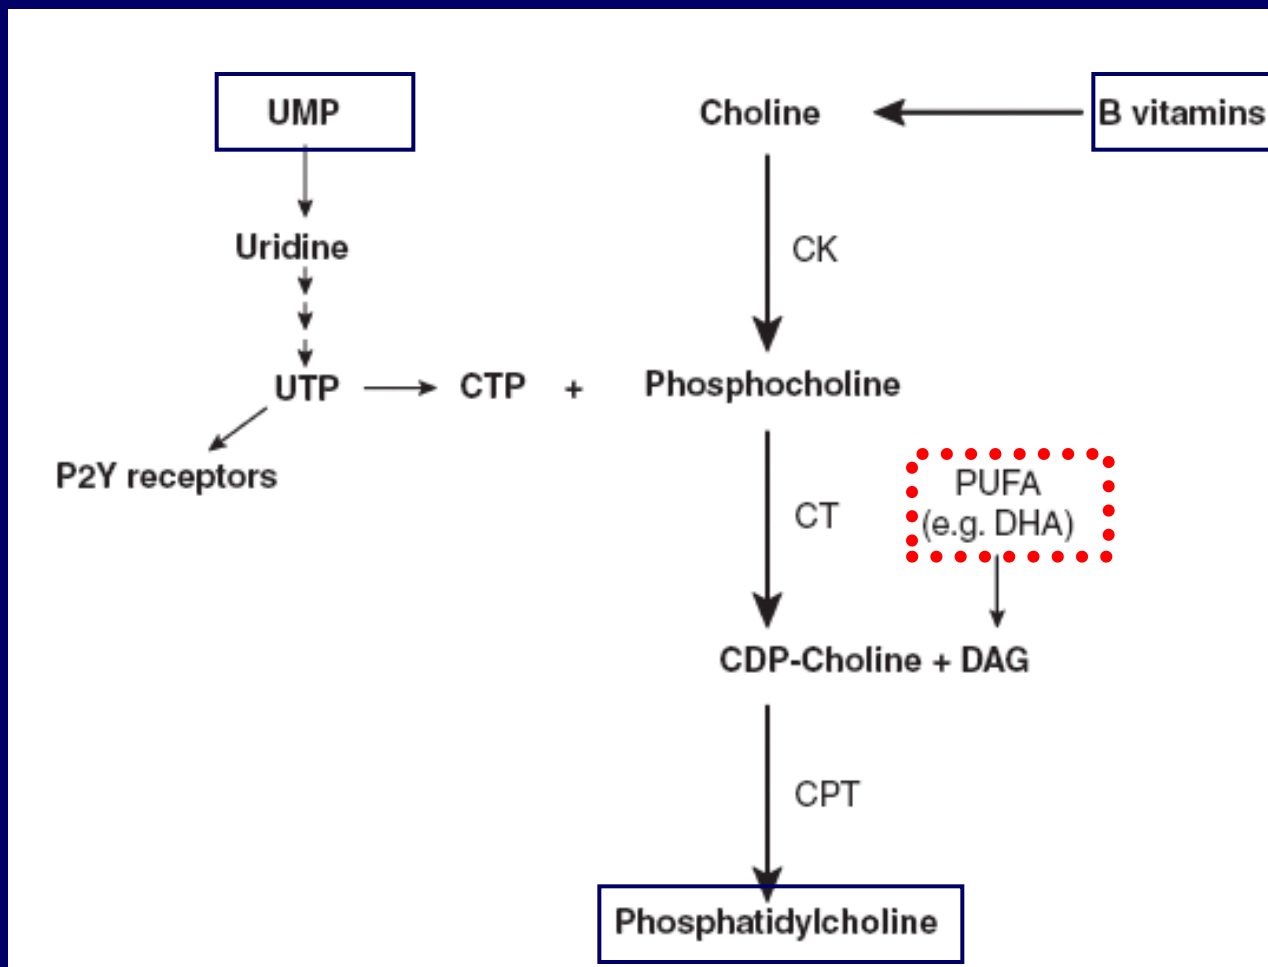 UMP
Choline
B vitamins
Uridine
CK
UTP
CTP +
Phosphocholine
P2Y receptors
PUFA
(e.g. DHA)
CT
CDP-Choline + DAG
CPT
Phosphatidylcholine